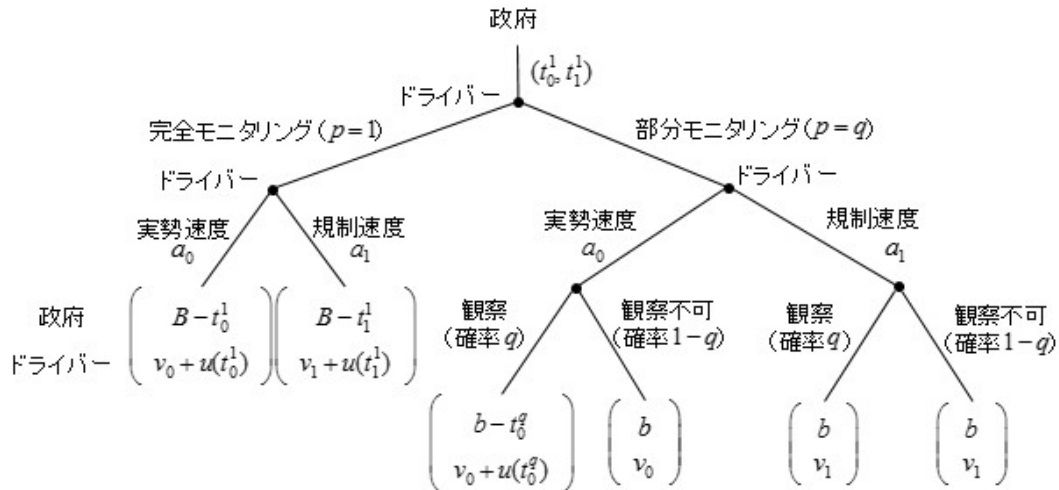 政府
(t₀¹, t₁¹)
ドライバー
完全モニタリング(p=1)
部分モニタリング(p=q)
ドライバー
ドライバー
実勢速度
a₀
規制速度
a₁
実勢速度
a₀
規制速度
a₁
観察
(確率q)
観察不可
(確率1−q)
観察
(確率q)
観察不可
(確率1−q)
政府
ドライバー
B−t₀¹
v₀+u(t₀¹)
B−t₁¹
v₁+u(t₁¹)
b−t₀^q
v₀+u(t₀^q)
b
v₀
b
v₁
b
v₁